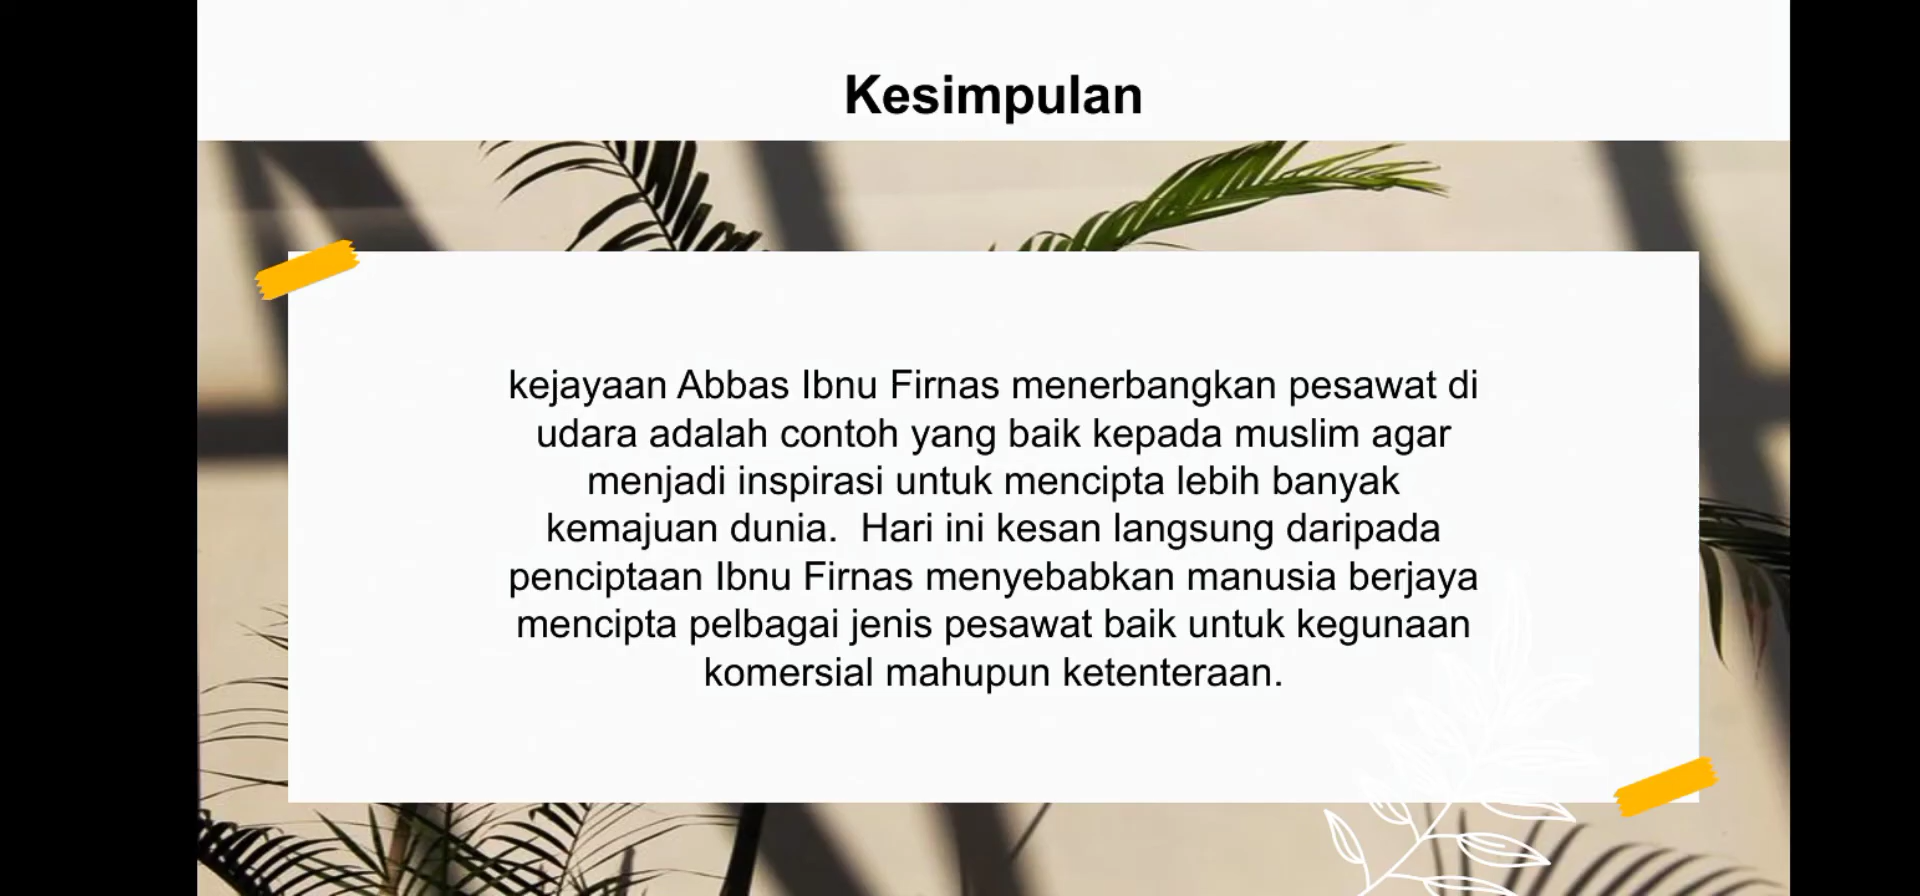 Kesimpulan
kejayaan Abbas Ibnu Firnas menerbangkan pesawat di
udara adalah contoh yang baik kepada muslim agar
menjadi inspirasi untuk mencipta lebih banyak
kemajuan dunia.  Hari ini kesan langsung daripada
penciptaan Ibnu Firnas menyebabkan manusia berjaya
mencipta pelbagai jenis pesawat baik untuk kegunaan
komersial mahupun ketenteraan.